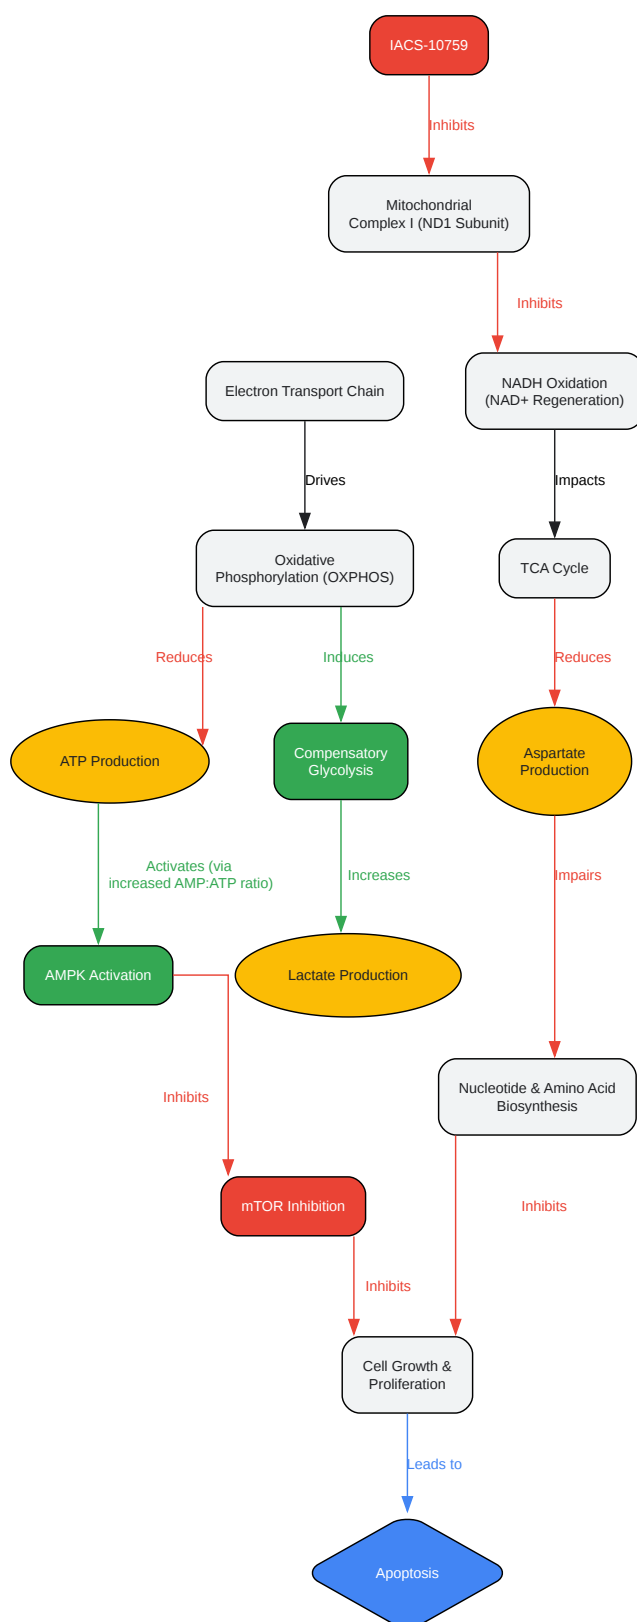 IACS-10759
Inhibits
Mitochondrial
Complex I (ND1 Subunit)
Inhibits
Electron Transport Chain
NADH Oxidation
(NAD+ Regeneration)
Drives
Impacts
Oxidative
Phosphorylation (OXPHOS)
TCA Cycle
Reduces
Induces
Reduces
ATP Production
Compensatory
Glycolysis
Aspartate
Production
Activates (via
increased AMP:ATP ratio)
Increases
Impairs
AMPK Activation
Lactate Production
Inhibits
Nucleotide & Amino Acid
Biosynthesis
mTOR Inhibition
Inhibits
Inhibits
Cell Growth &
Proliferation
Leads to
Apoptosis